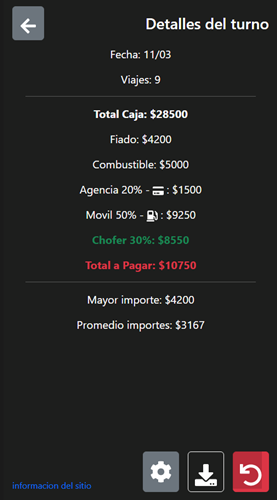 Detalles del turno
Fecha: 11/03
Viajes: 9
Total Caja: $28500
Fiado: $4200
Combustible: $5000
Agencia 20% - : $1500
Movil 50% - : $9250
Chofer 30%: $8550
Total a Pagar: $10750
Mayor importe: $4200
Promedio importes: $3167
informacion del sitio